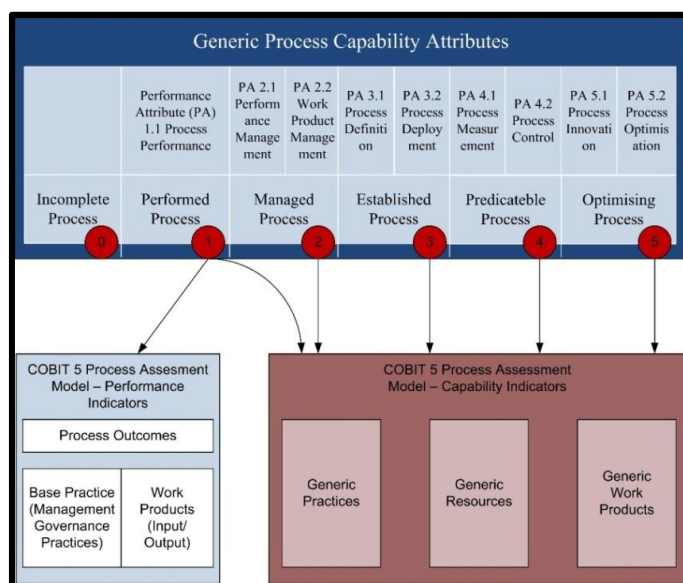 Generic Process Capability Attributes
Performance
Attribute (PA)
1.1 Process
Performance
PA 2.1
Perform
ance
Manage
ment
PA 2.2
Work
Product
Manage
ment
PA 3.1
Process
Definiti
on
PA 3.2
Process
Deploy
ment
PA 4.1
Process
Measur
ement
PA 4.2
Process
Control
PA 5.1
Process
Innovati
on
PA 5.2
Process
Optimis
ation
Incomplete
Process
Performed
Process
Managed
Process
Established
Process
Predicateble
Process
Optimising
Process
0
1
2
3
4
5
COBIT 5 Process Assesment
Model – Performance
Indicators
Process Outcomes
Base Practice
(Management
Governance
Practices)
Work
Products
(Input/
Output)
COBIT 5 Process Assessment
Model – Capability Indicators
Generic
Practices
Generic
Resources
Generic
Work
Products